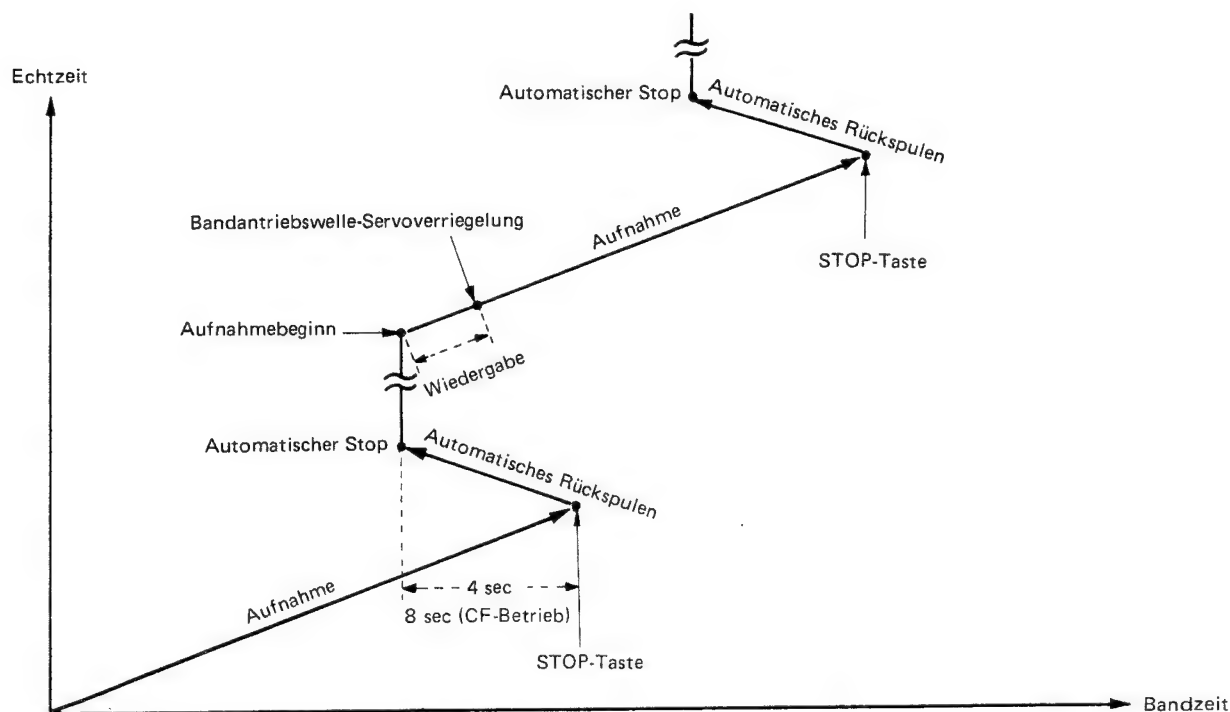 Echtzeit
Automatischer Stop
Automatisches Rückspulen
Bandantriebswelle-Servoverriegelung
Aufnahme
STOP-Taste
Aufnahmebeginn
Wiedergabe
Automatischer Stop
Automatisches Rückspulen
Aufnahme
4 sec
8 sec (CF-Betrieb)
STOP-Taste
Bandzeit